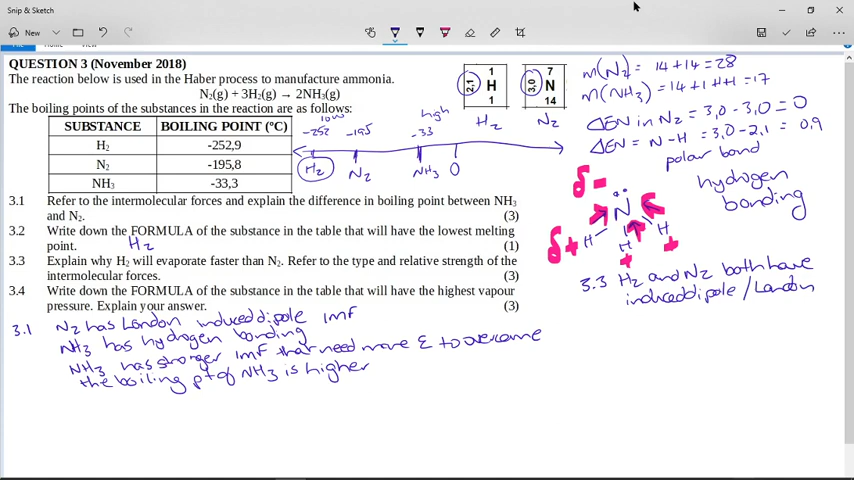 Snip & Sketch
New
QUESTION 3 (November 2018)
The reaction below is used in the Haber process to manufacture ammonia.
N₂(g) + 3H₂(g) → 2NH₃(g)
The boiling points of the substances in the reaction are as follows:
SUBSTANCE BOILING POINT (°C)
H₂ -252,9
N₂ -195,8
NH₃ -33,3
low high
-252 -195 -33
H₂ N₂ NH₃ 0
1 H 1 2,1
7 N 14 3,0
H₂ N₂
m(N₂) = 14+14 = 28
m(NH₃) = 14+1++1 = 17
ΔEN in N₂ = 3,0-3,0 = 0
ΔEN = N-H = 3,0-2,1 = 0,9
polar bond
hydrogen
bonding
δ-
N
δ+ H H H
+ +
3.1 Refer to the intermolecular forces and explain the difference in boiling point between NH₃
and N₂. (3)
3.2 Write down the FORMULA of the substance in the table that will have the lowest melting
point. H₂ (1)
3.3 Explain why H₂ will evaporate faster than N₂. Refer to the type and relative strength of the
intermolecular forces. (3)
3.4 Write down the FORMULA of the substance in the table that will have the highest vapour
pressure. Explain your answer. (3)
3.3 H₂ and N₂ both have
induced dipole / London
3.1 N₂ has London induced dipole IMF
NH₃ has hydrogen bonding
NH₃ has stronger IMF that need more E to overcome
the boiling pt of NH₃ is higher